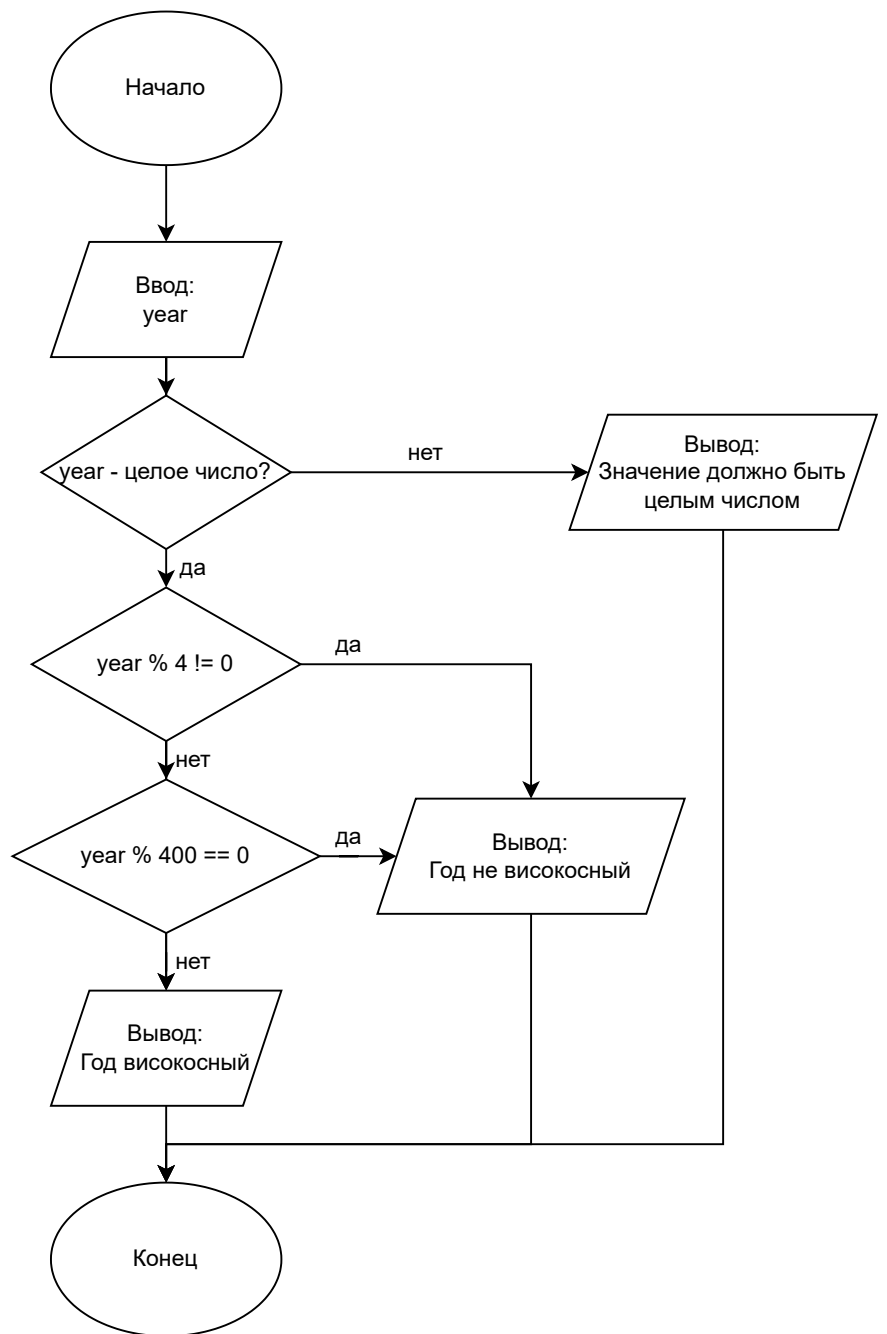 Начало
Ввод:
year
year - целое число?
нет
Вывод:
Значение должно быть
целым числом
да
year % 4 != 0
да
нет
year % 400 == 0
да
Вывод:
Год не високосный
нет
Вывод:
Год високосный
Конец